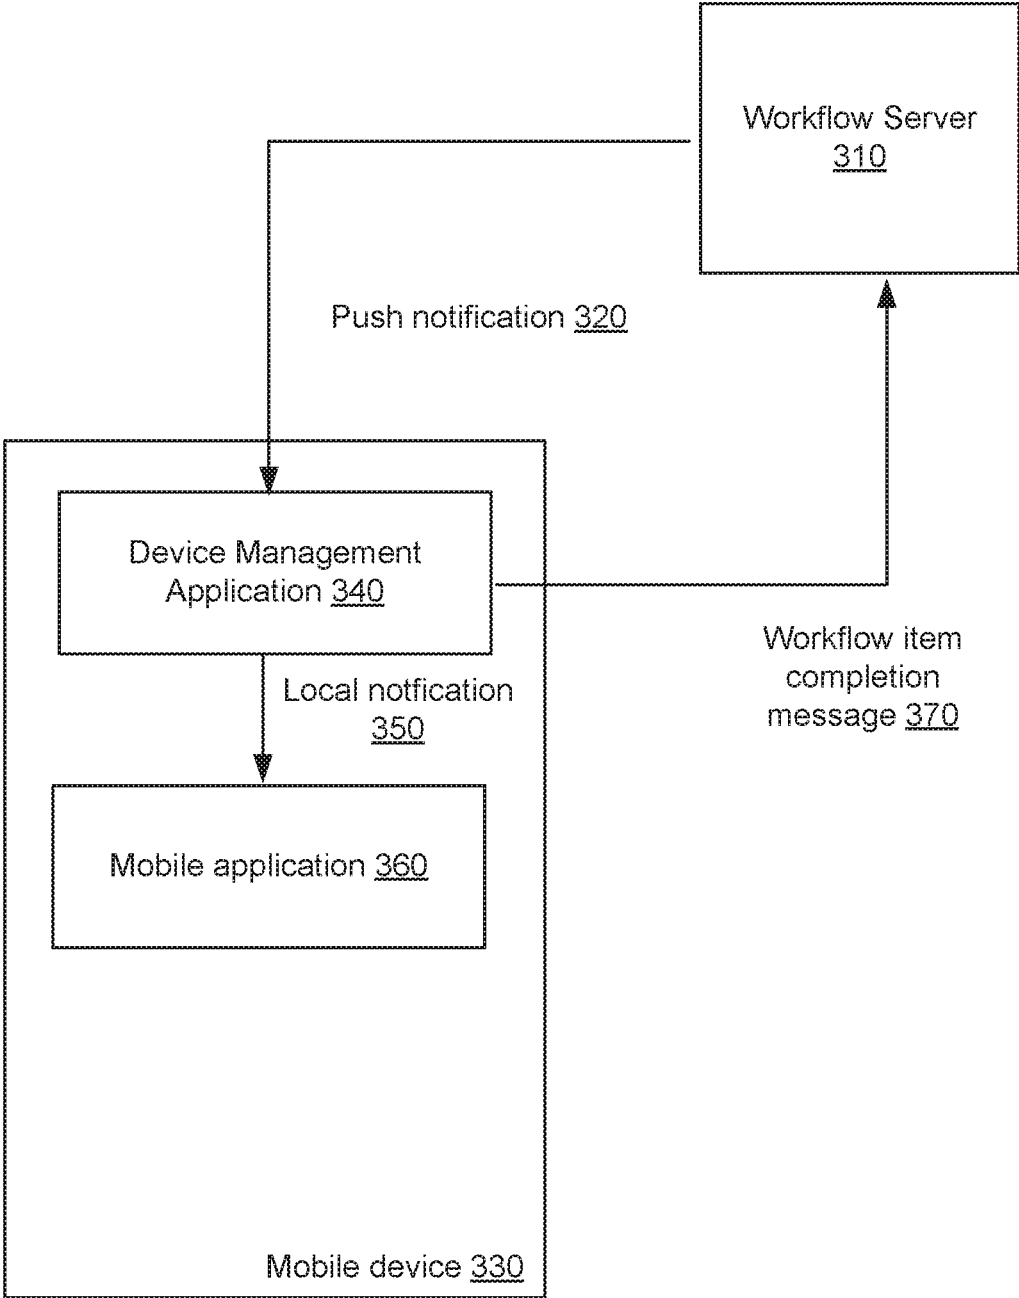 Workflow Server
310
Push notification 320
Device Management
Application 340
Local notfication
350
Workflow item
completion
message 370
Mobile application 360
Mobile device 330